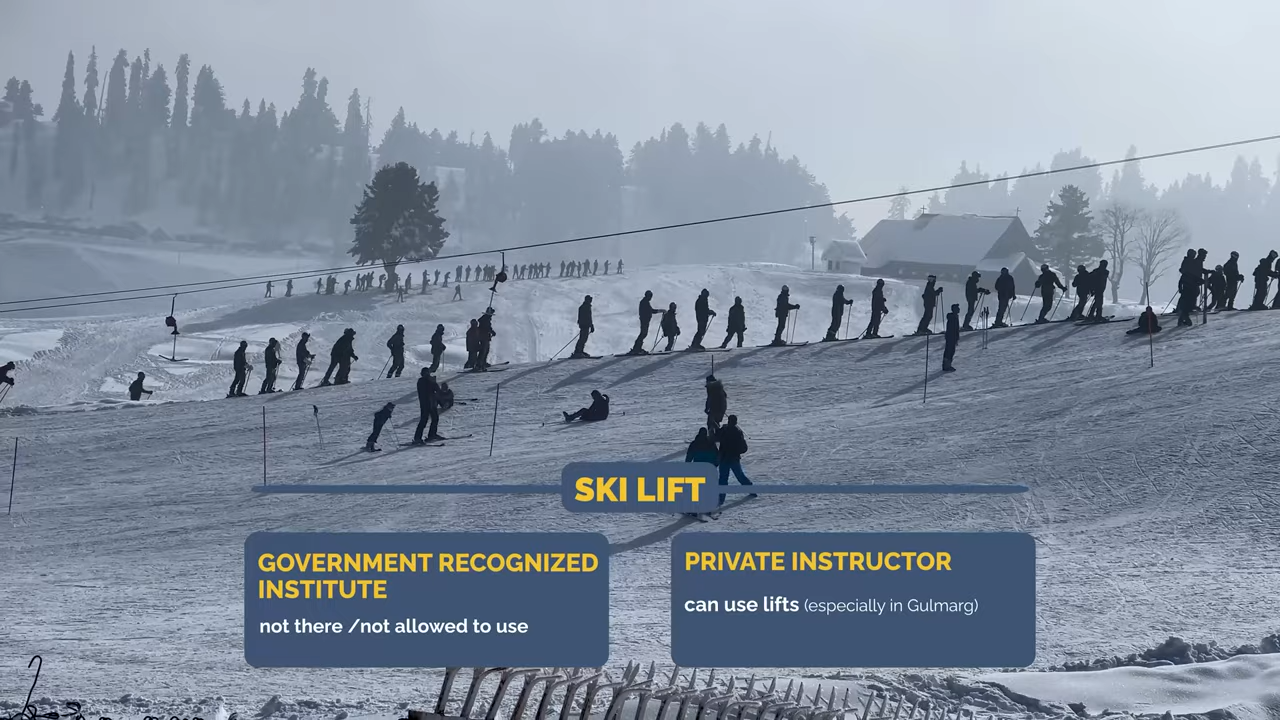 SKI LIFT
GOVERNMENT RECOGNIZED
INSTITUTE
not there /not allowed to use
PRIVATE INSTRUCTOR
can use lifts (especially in Gulmarg)